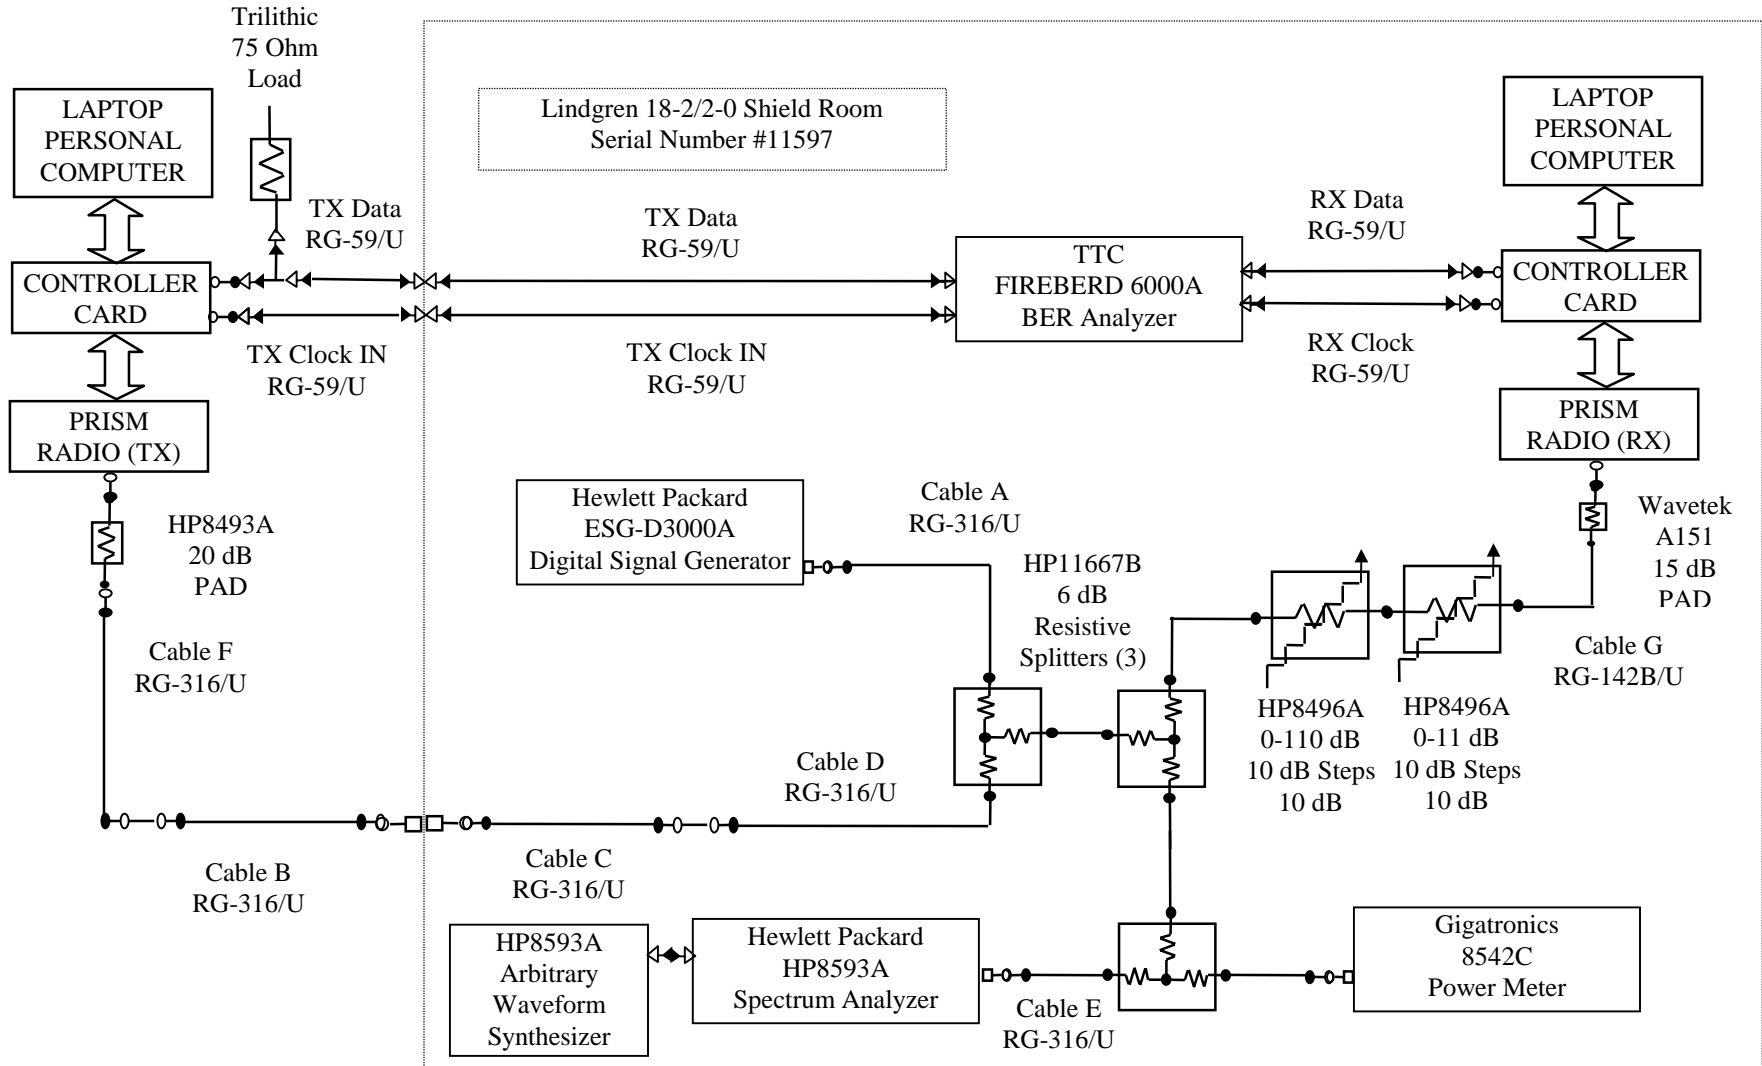 Trilithic
75 Ohm
Load
LAPTOP
PERSONAL
COMPUTER
Lindgren 18-2/2-0 Shield Room
Serial Number #11597
LAPTOP
PERSONAL
COMPUTER
TX Data
RG-59/U
TX Data
RG-59/U
RX Data
RG-59/U
CONTROLLER
CARD
TTC
FIREBERD 6000A
BER Analyzer
CONTROLLER
CARD
TX Clock IN
RG-59/U
TX Clock IN
RG-59/U
RX Clock
RG-59/U
PRISM
RADIO (TX)
PRISM
RADIO (RX)
HP8493A
20 dB
PAD
Hewlett Packard
ESG-D3000A
Digital Signal Generator
Cable A
RG-316/U
Wavetek
A151
15 dB
PAD
HP11667B
6 dB
Resistive
Splitters (3)
Cable F
RG-316/U
Cable G
RG-142B/U
HP8496A
0-110 dB
10 dB Steps
10 dB
HP8496A
0-11 dB
10 dB Steps
10 dB
Cable D
RG-316/U
Cable B
RG-316/U
Cable C
RG-316/U
HP8593A
Arbitrary
Waveform
Synthesizer
Hewlett Packard
HP8593A
Spectrum Analyzer
Cable E
RG-316/U
Gigatronics
8542C
Power Meter